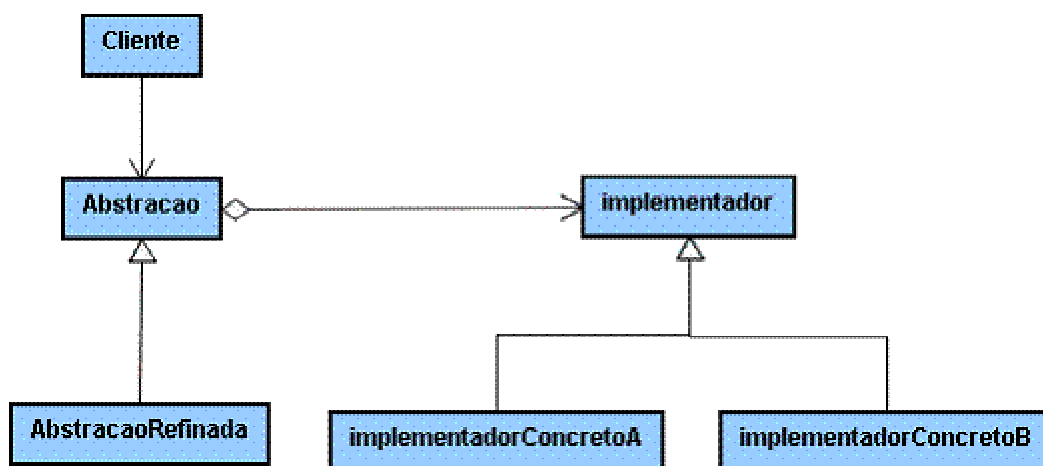 Cliente
Abstracao
implementador
AbstracaoRefinada
implementadorConcretoA
implementadorConcretoB